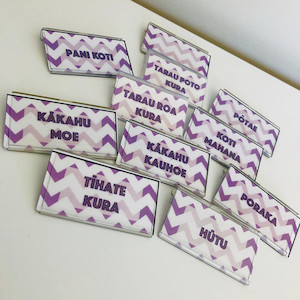 PANI KOTI
TARAU POTO
KURA
TARAU ROA
KURA
PŌTAE
KĀKAHU
MOE
KOTI
MAHANA
KĀKAHU
KAUHOE
TĪHATE
KURA
PORAKA
HŪTU